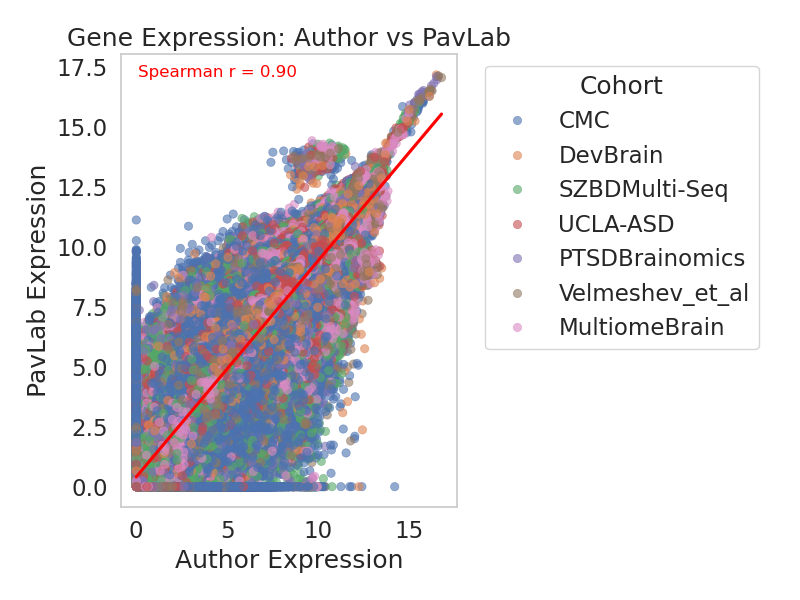 Gene Expression: Author vs PavLab
Spearman r = 0.90
17.5
15.0
12.5
10.0
7.5
5.0
2.5
0.0
PavLab Expression
0
5
10
15
Author Expression
Cohort
CMC
DevBrain
SZBDMulti-Seq
UCLA-ASD
PTSDBrainomics
Velmeshev_et_al
MultiomeBrain